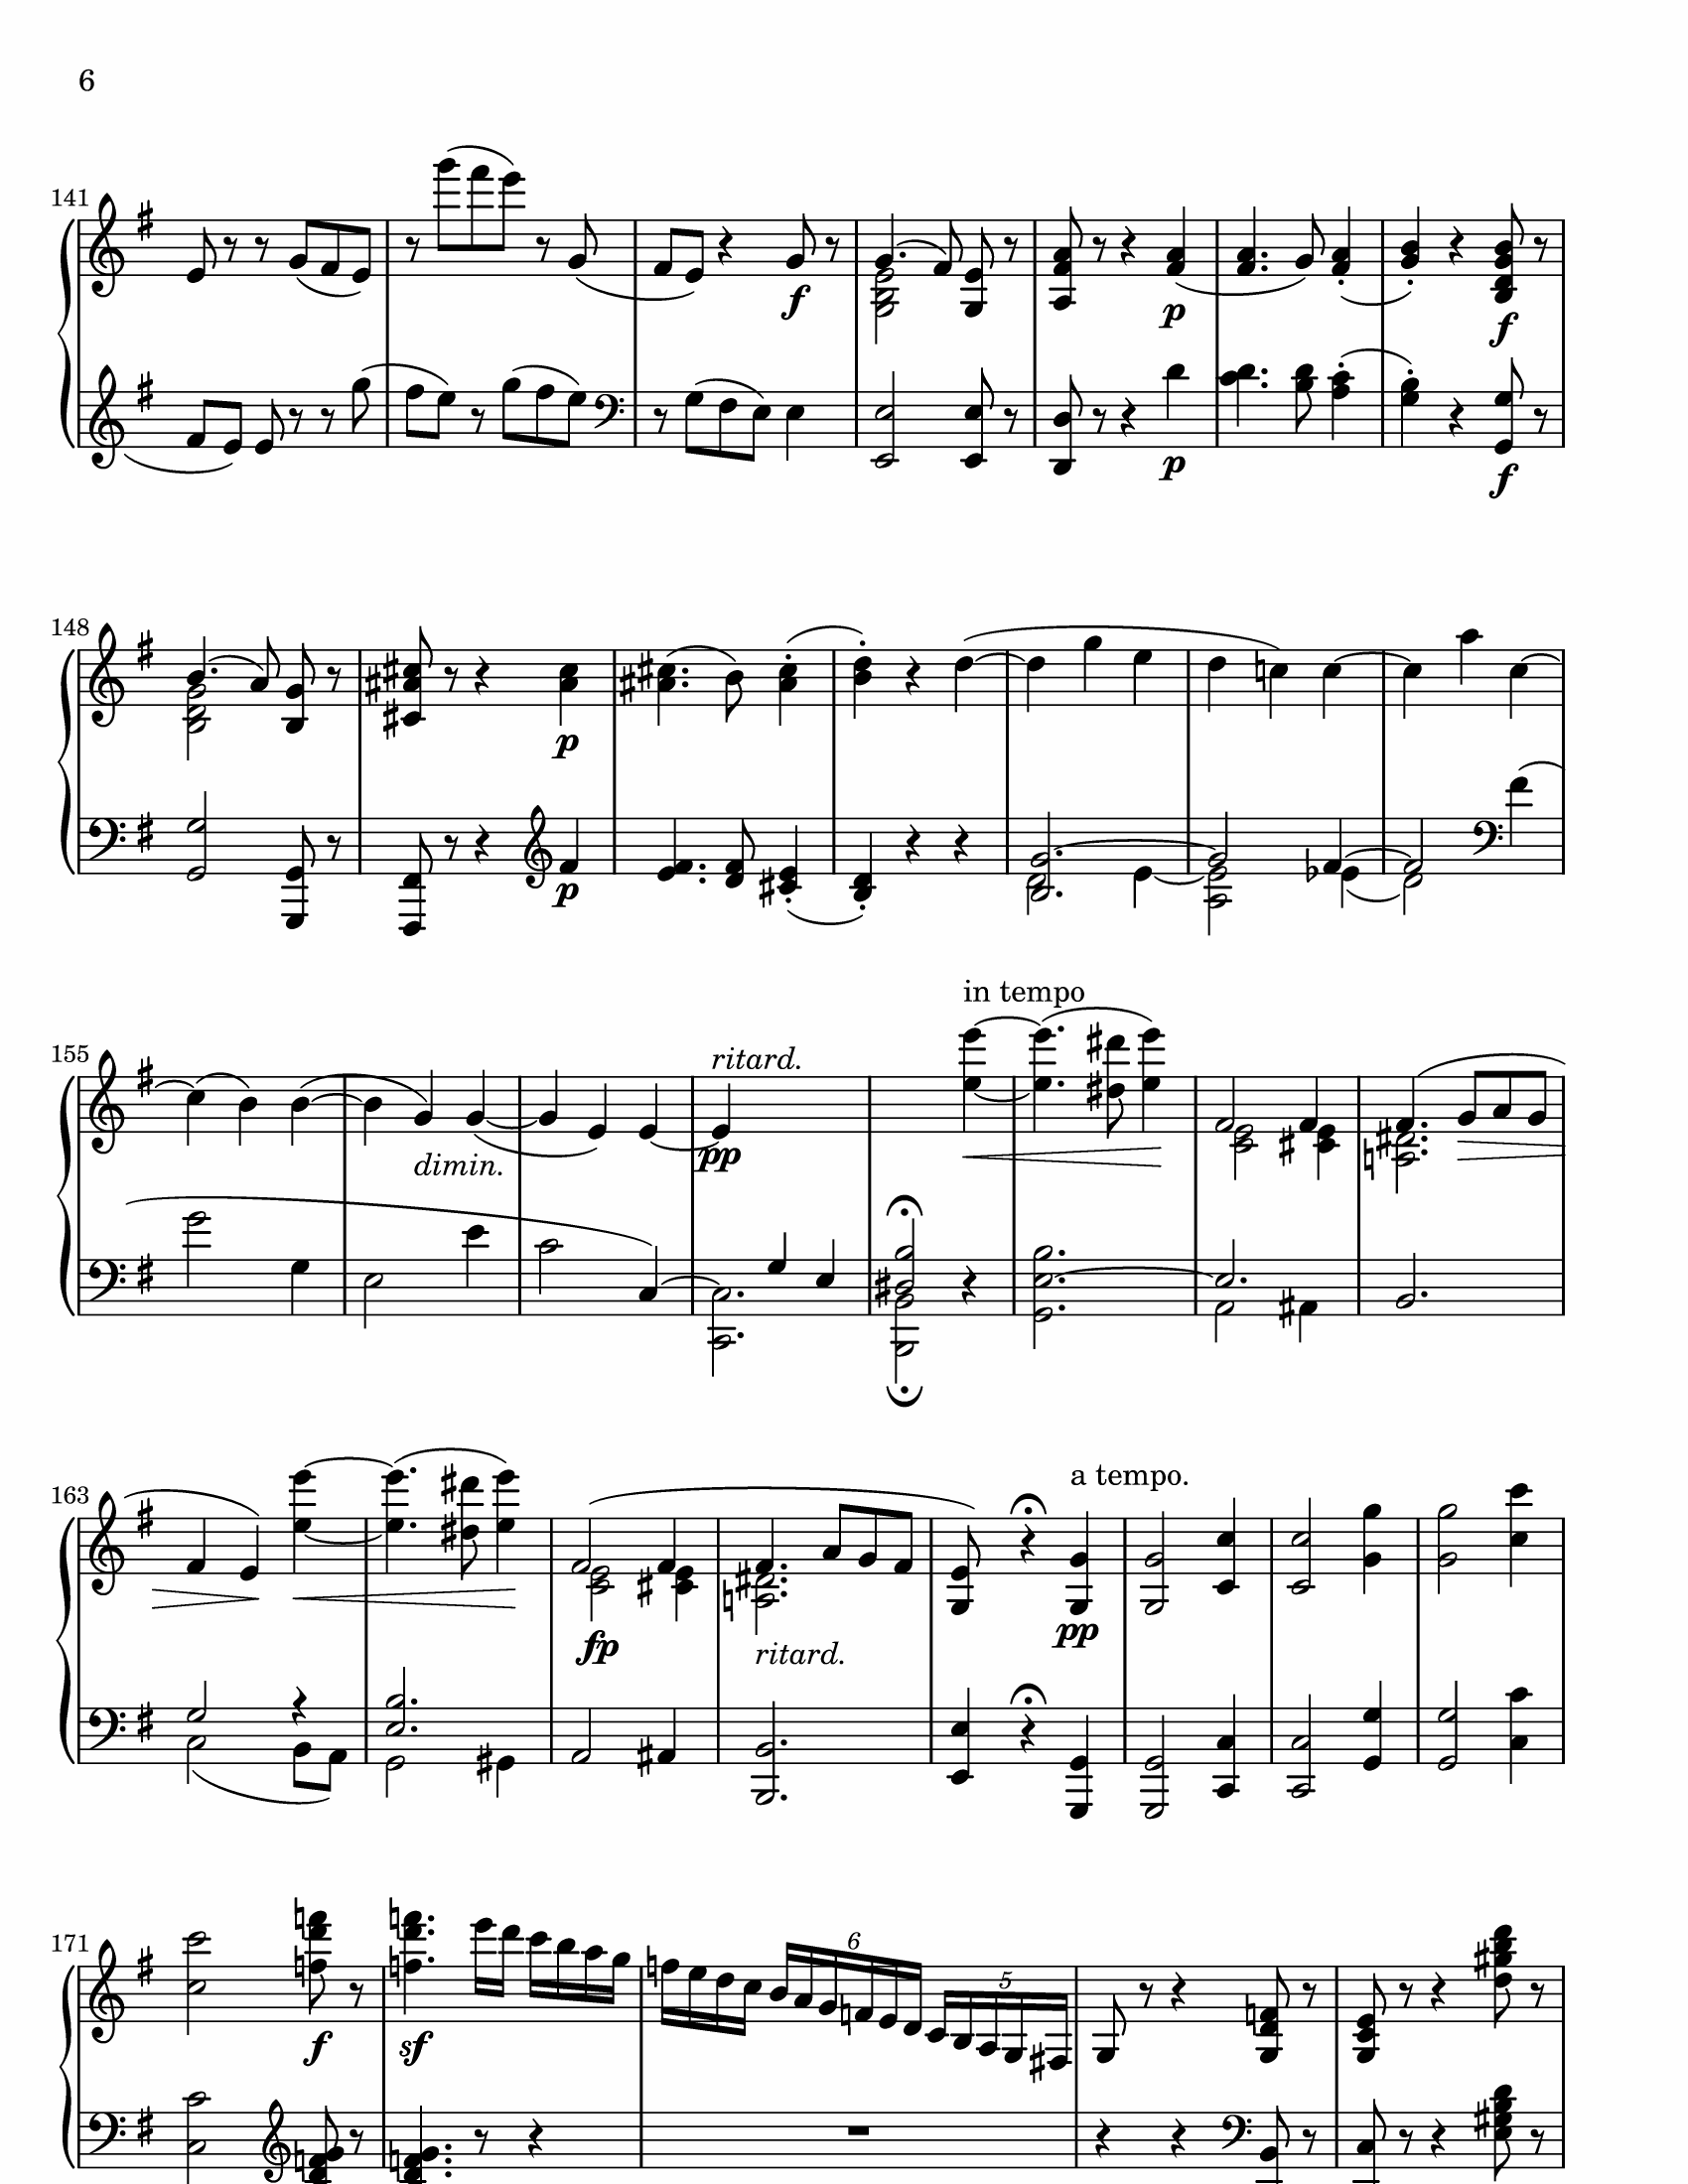 6
141
f p f
p f
148
p
p
in tempo
155 ritard.
dimin. pp
163 a tempo.
fp ritard. pp
171
f sf 6 5